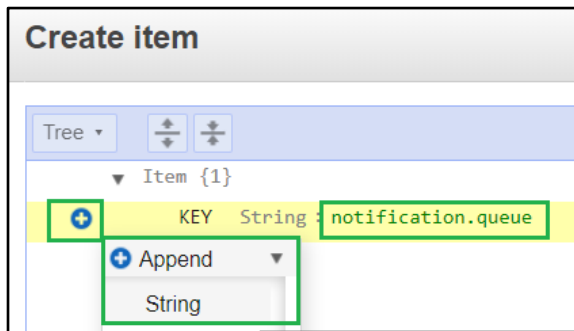 Create item
Tree
Item {1}
KEY String : notification.queue
Append
String